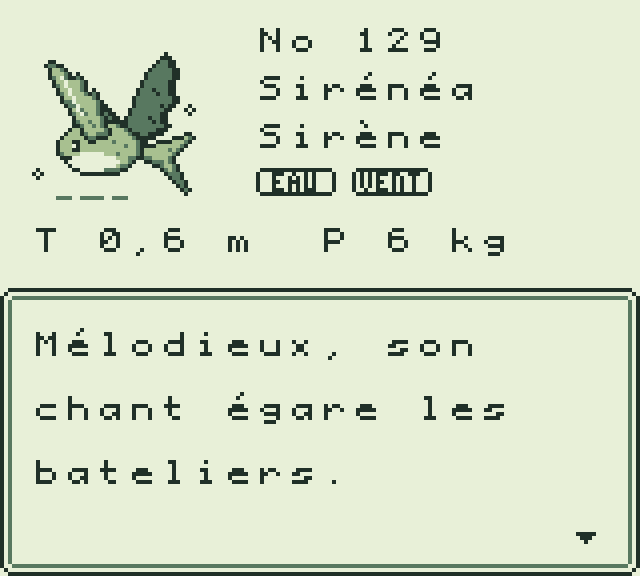 No 129
Sirénéa
Sirène
EAU VENT
T 0,6 m P 6 kg
Mélodieux, son
chant égare les
bateliers.